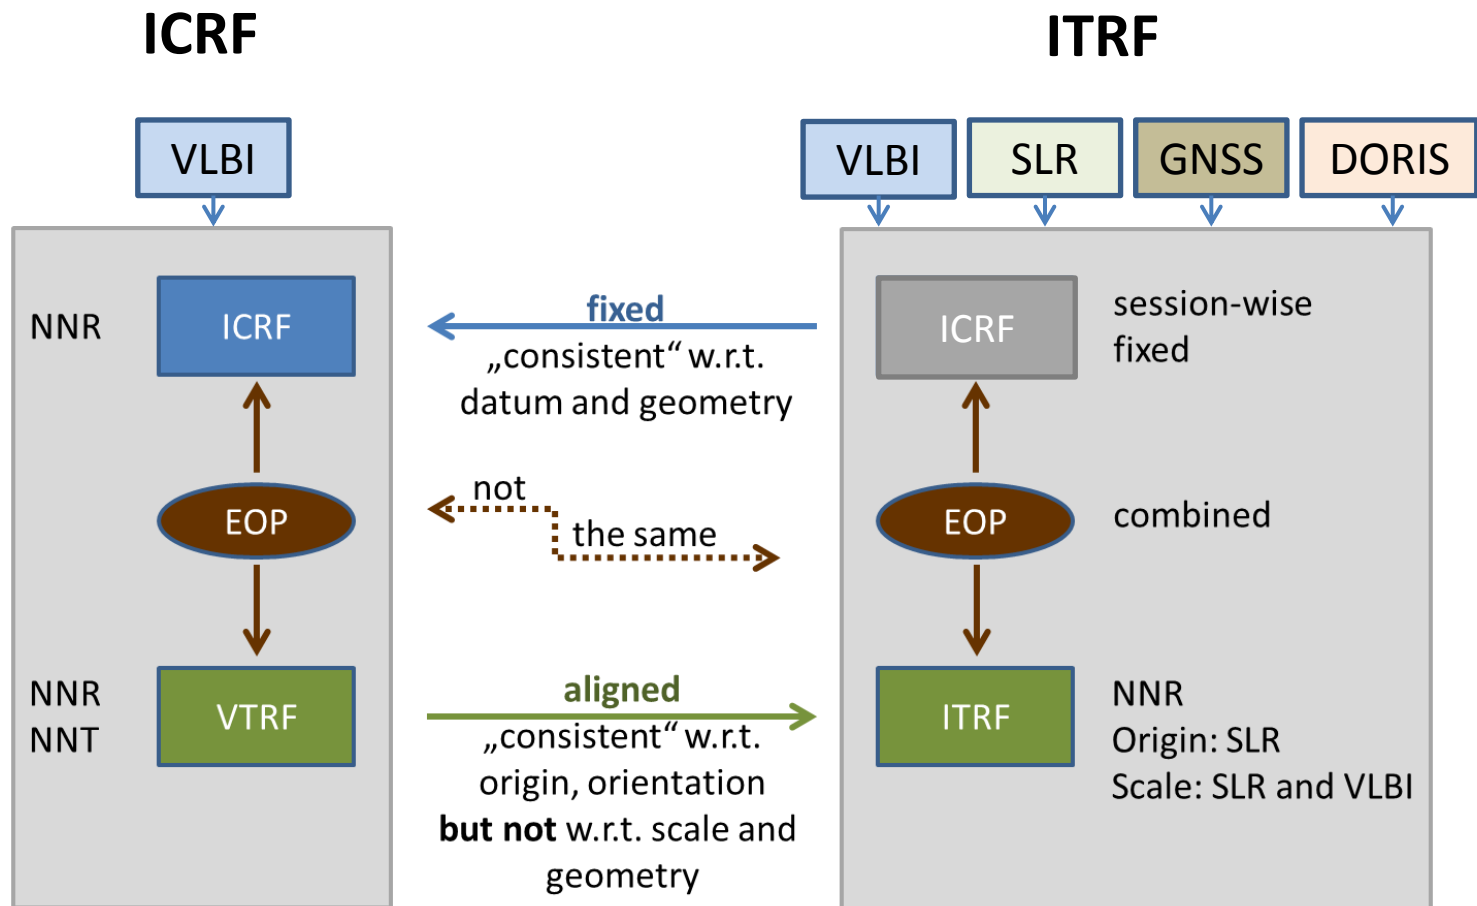 ICRF
ITRF
VLBI
VLBI
SLR
GNSS
DORIS
NNR
ICRF
fixed
„consistent“ w.r.t.
datum and geometry
ICRF
session-wise
fixed
EOP
not
the same
EOP
combined
NNR
NNT
VTRF
aligned
„consistent“ w.r.t.
origin, orientation
but not w.r.t. scale and
geometry
ITRF
NNR
Origin: SLR
Scale: SLR and VLBI